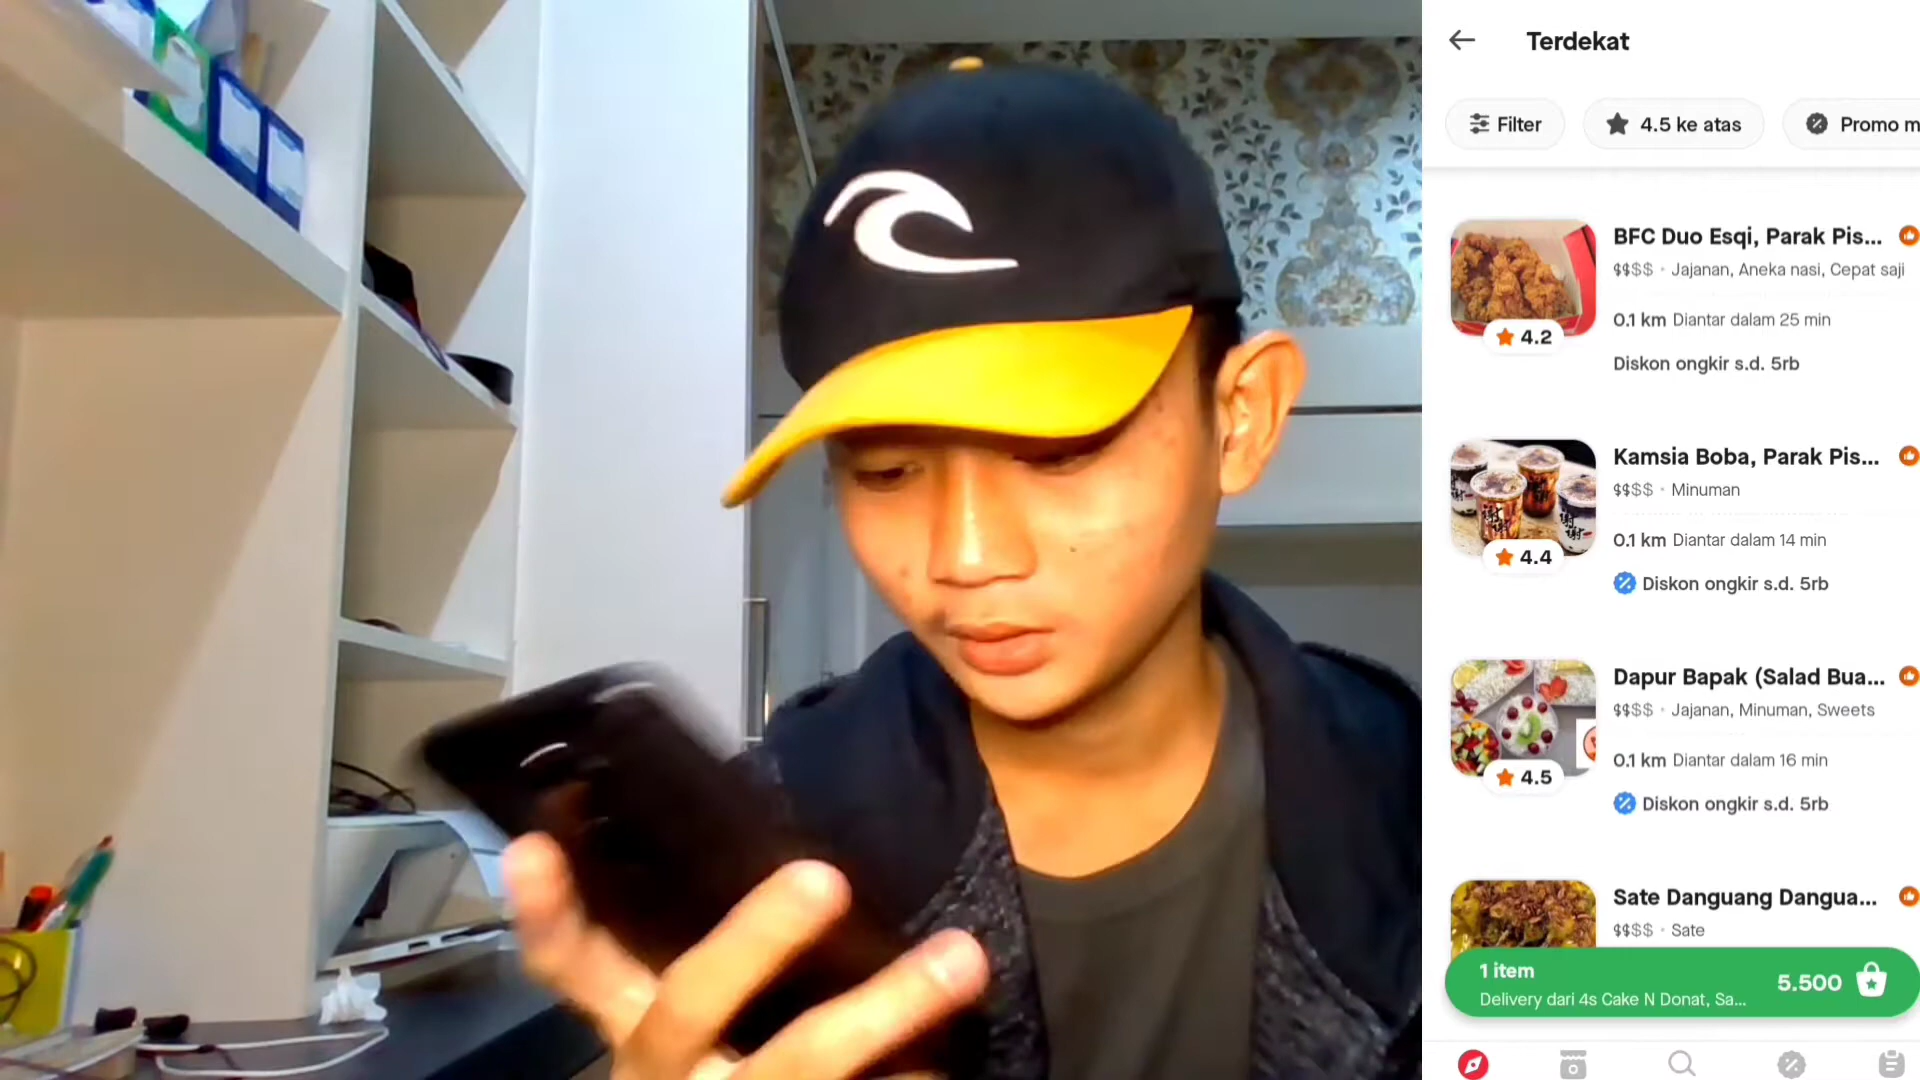 Terdekat
Filter
4.5 ke atas
Promo m
BFC Duo Esqi, Parak Pis...
$$$$ · Jajanan, Aneka nasi, Cepat saji
0.1 km Diantar dalam 25 min
4.2
Diskon ongkir s.d. 5rb
Kamsia Boba, Parak Pis...
$$$$ · Minuman
謝謝
謝謝
0.1 km Diantar dalam 14 min
4.4
Diskon ongkir s.d. 5rb
Dapur Bapak (Salad Bua...
$$$$ · Jajanan, Minuman, Sweets
0.1 km Diantar dalam 16 min
4.5
Diskon ongkir s.d. 5rb
Sate Danguang Dangua...
$$$$ · Sate
1 item
5.500
Delivery dari 4s Cake N Donat, Sa...